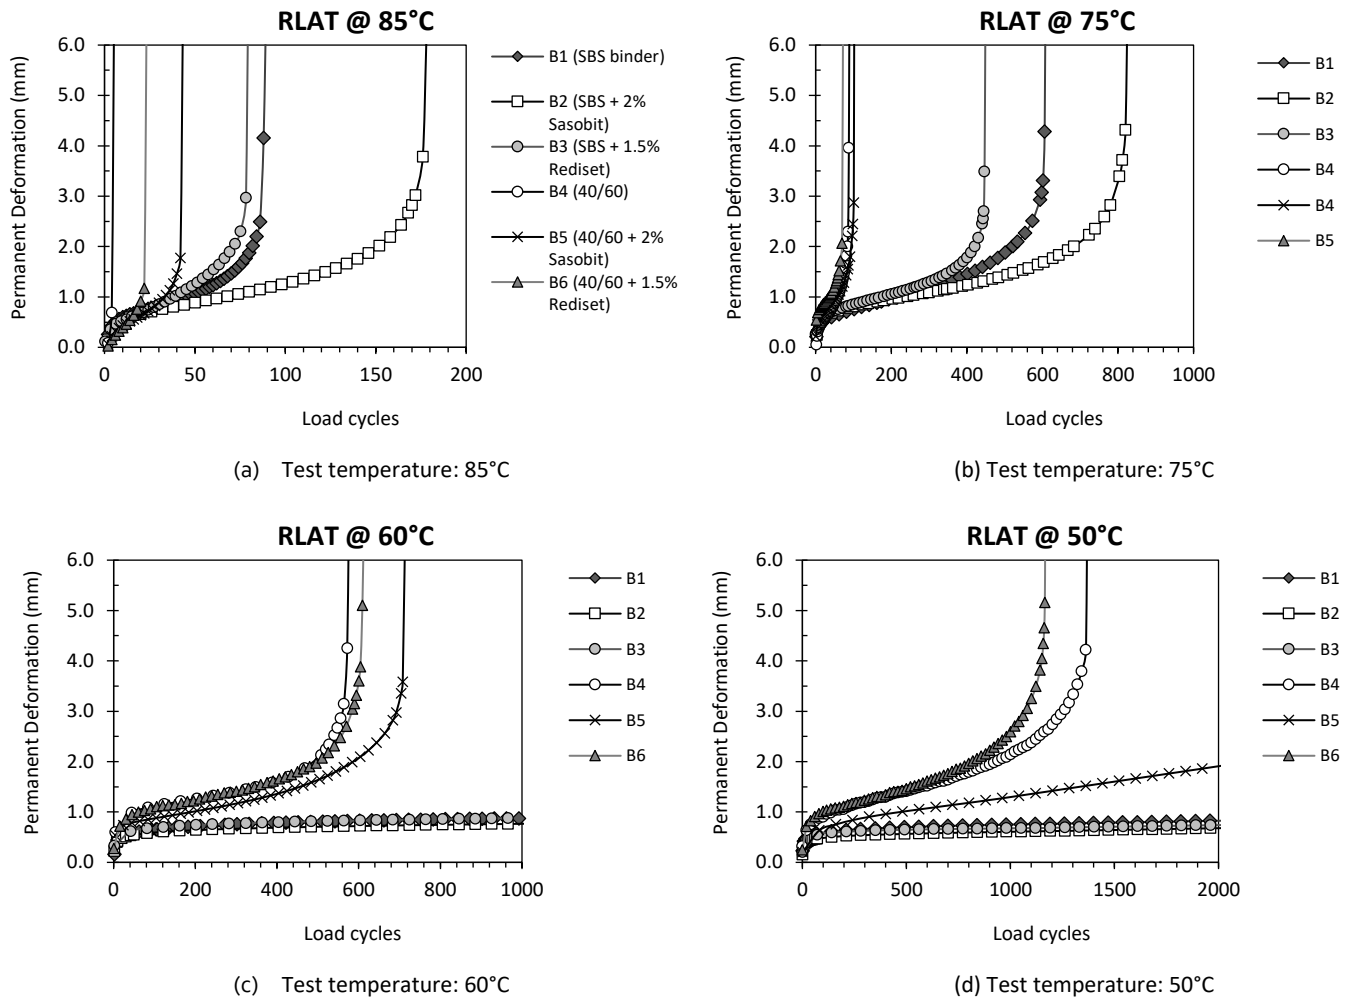 RLAT @ 85°C
Permanent Deformation (mm)
6.0
5.0
4.0
3.0
2.0
1.0
0.0
0 50 100 150 200
Load cycles
B1 (SBS binder)
B2 (SBS + 2%
Sasobit)
B3 (SBS + 1.5%
Rediset)
B4 (40/60)
B5 (40/60 + 2%
Sasobit)
B6 (40/60 + 1.5%
Rediset)
(a) Test temperature: 85°C
RLAT @ 75°C
Permanent Deformation (mm)
6.0
5.0
4.0
3.0
2.0
1.0
0.0
0 200 400 600 800 1000
Load cycles
B1
B2
B3
B4
B4
B5
(b) Test temperature: 75°C
RLAT @ 60°C
Permanent Deformation (mm)
6.0
5.0
4.0
3.0
2.0
1.0
0.0
0 200 400 600 800 1000
Load cycles
B1
B2
B3
B4
B5
B6
(c) Test temperature: 60°C
RLAT @ 50°C
Permanent Deformation (mm)
6.0
5.0
4.0
3.0
2.0
1.0
0.0
0 500 1000 1500 2000
Load cycles
B1
B2
B3
B4
B5
B6
(d) Test temperature: 50°C